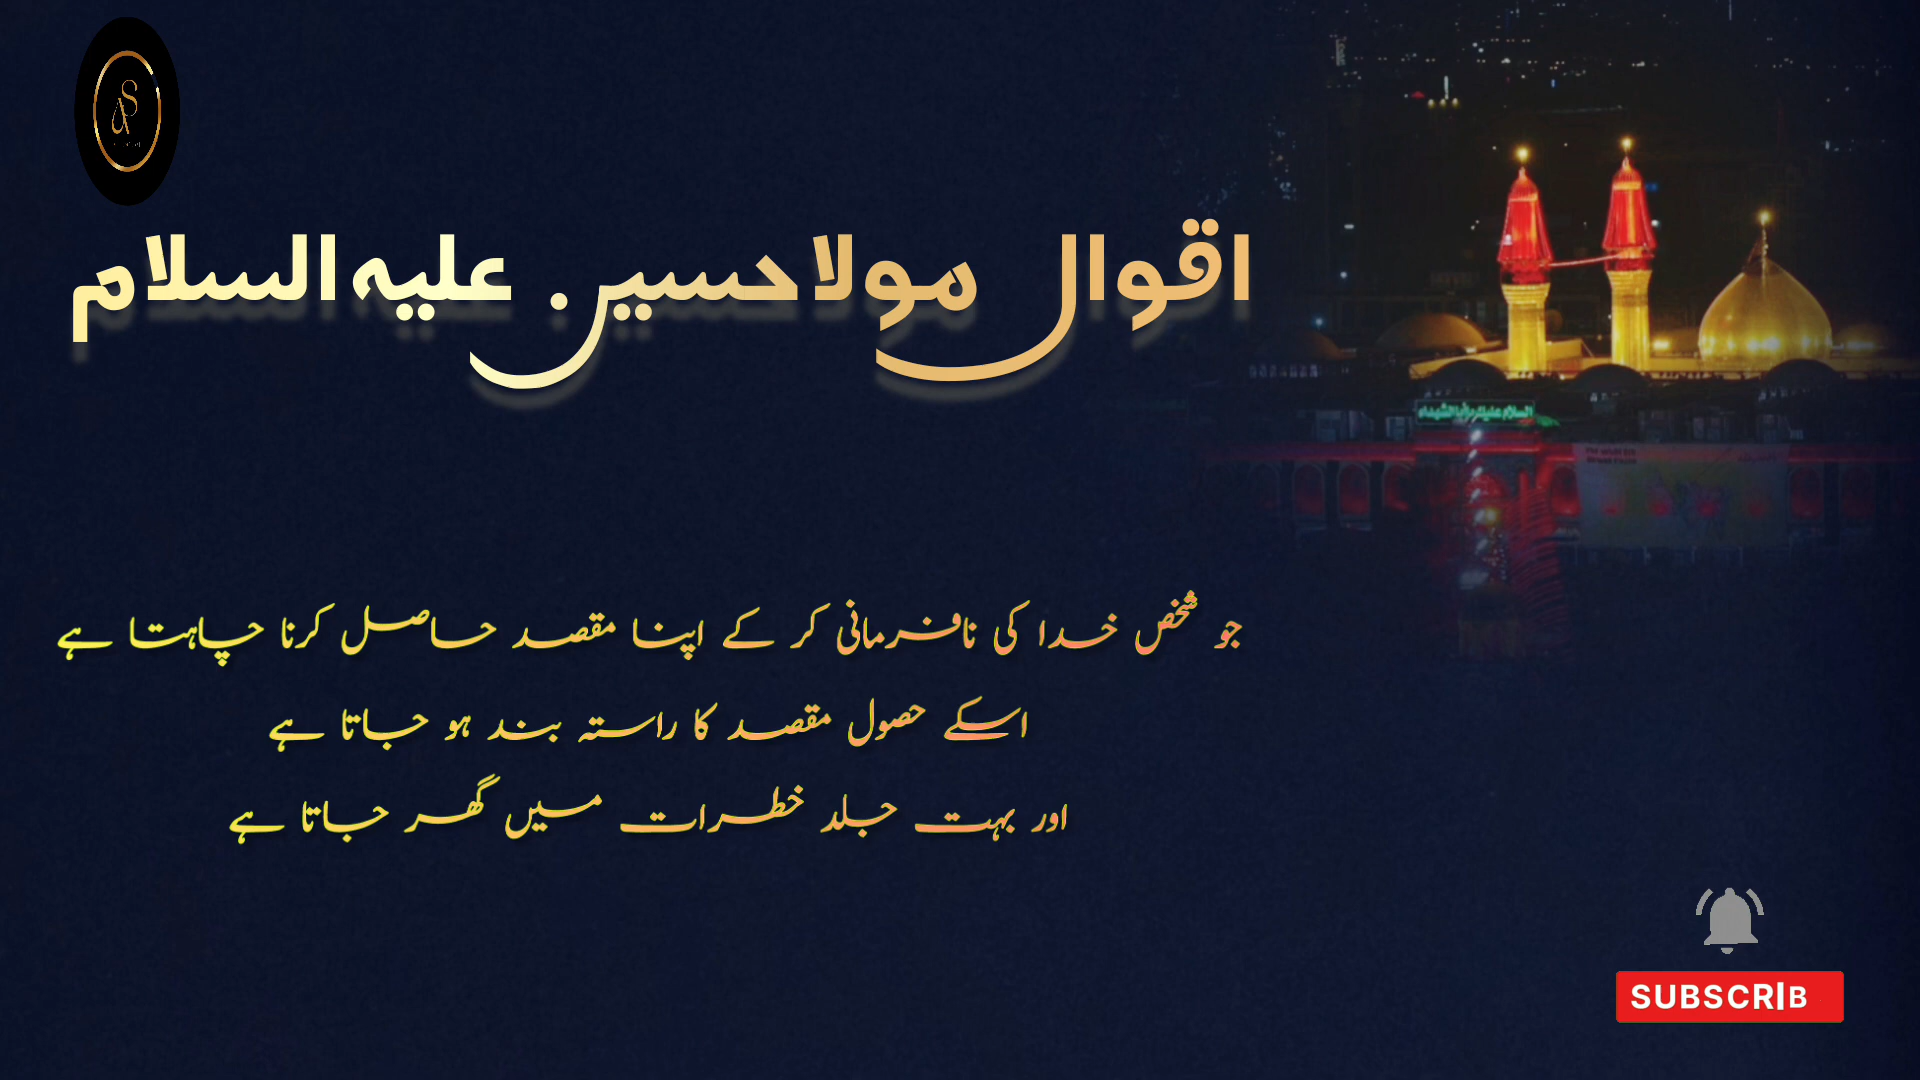 اقوال مولا حسین علیہ السلام
جو شخص خدا کی نافرمانی کر کے اپنا مقصد حاصل کرنا چاہتا ہے
اسکے حصول مقصد کا راستہ بند ہو جاتا ہے
اور بہت جلد خطرات میں گھر جاتا ہے
SUBSCRIB